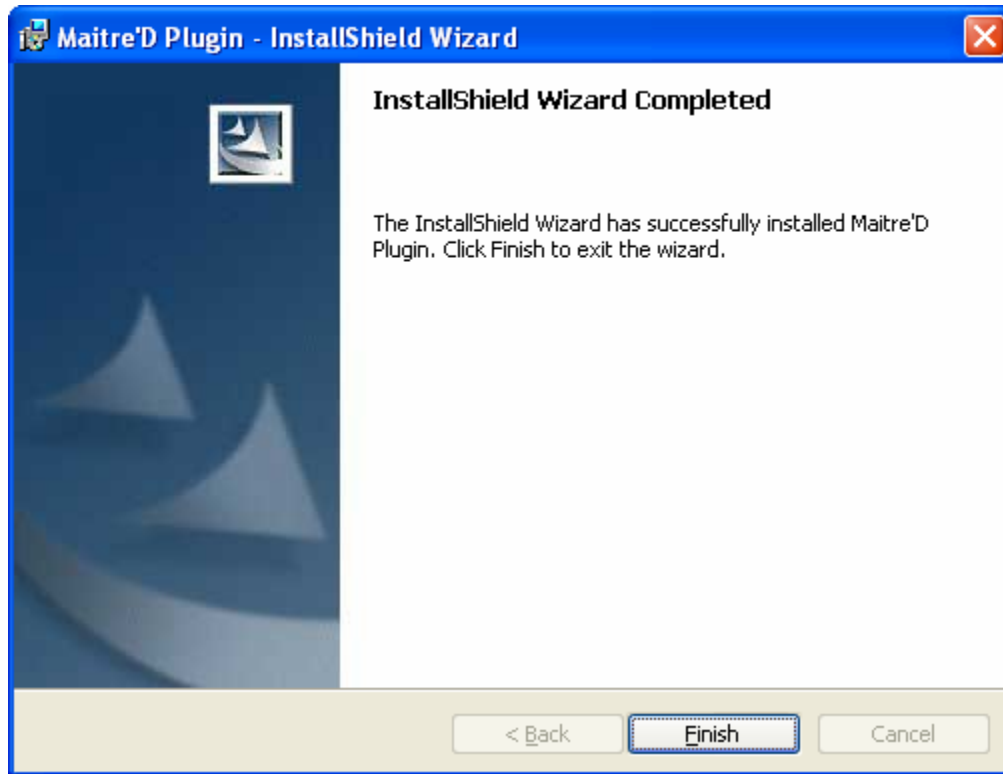 Maitre'D Plugin - InstallShield Wizard
InstallShield Wizard Completed
The InstallShield Wizard has successfully installed Maitre'D
Plugin. Click Finish to exit the wizard.
< Back
Finish
Cancel